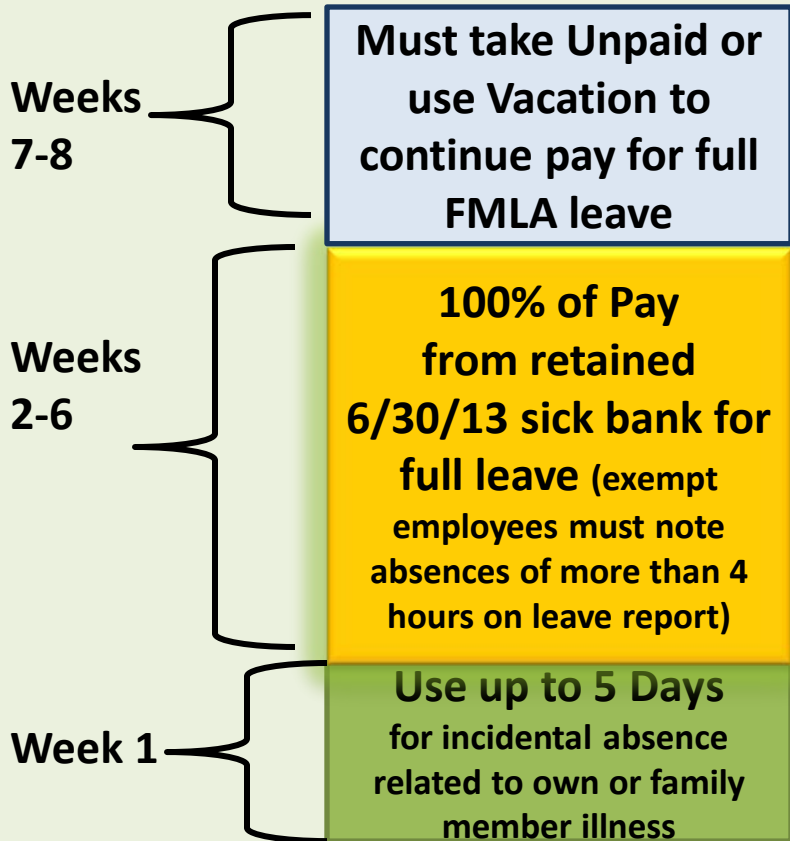 Weeks
7-8
Must take Unpaid or
use Vacation to
continue pay for full
FMLA leave
Weeks
2-6
100% of Pay
from retained
6/30/13 sick bank for
full leave (exempt
employees must note
absences of more than 4
hours on leave report)
Week 1
Use up to 5 Days
for incidental absence
related to own or family
member illness